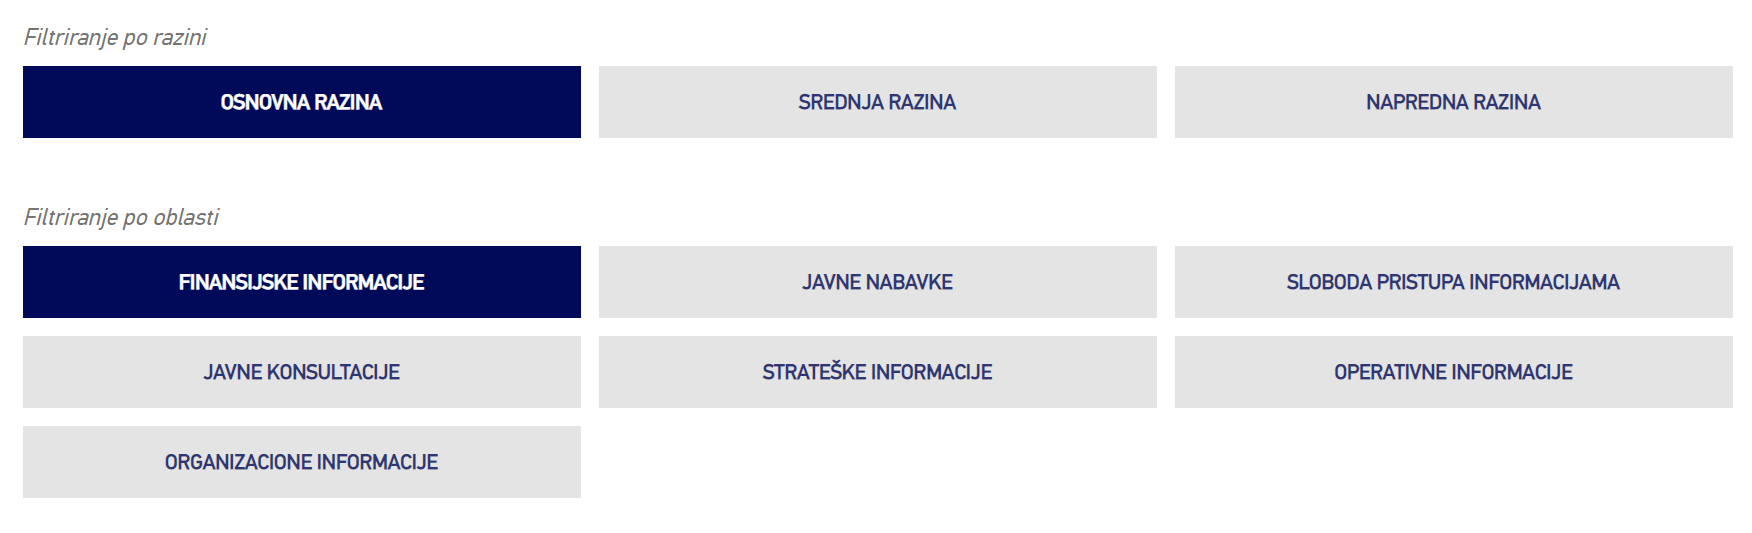 Filtriranje po razini
OSNOVNA RAZINA
SREDNJA RAZINA
NAPREDNA RAZINA
Filtriranje po oblasti
FINANSIJSKE INFORMACIJE
JAVNE NABAVKE
SLOBODA PRISTUPA INFORMACIJAMA
JAVNE KONSULTACIJE
STRATEŠKE INFORMACIJE
OPERATIVNE INFORMACIJE
ORGANIZACIONE INFORMACIJE